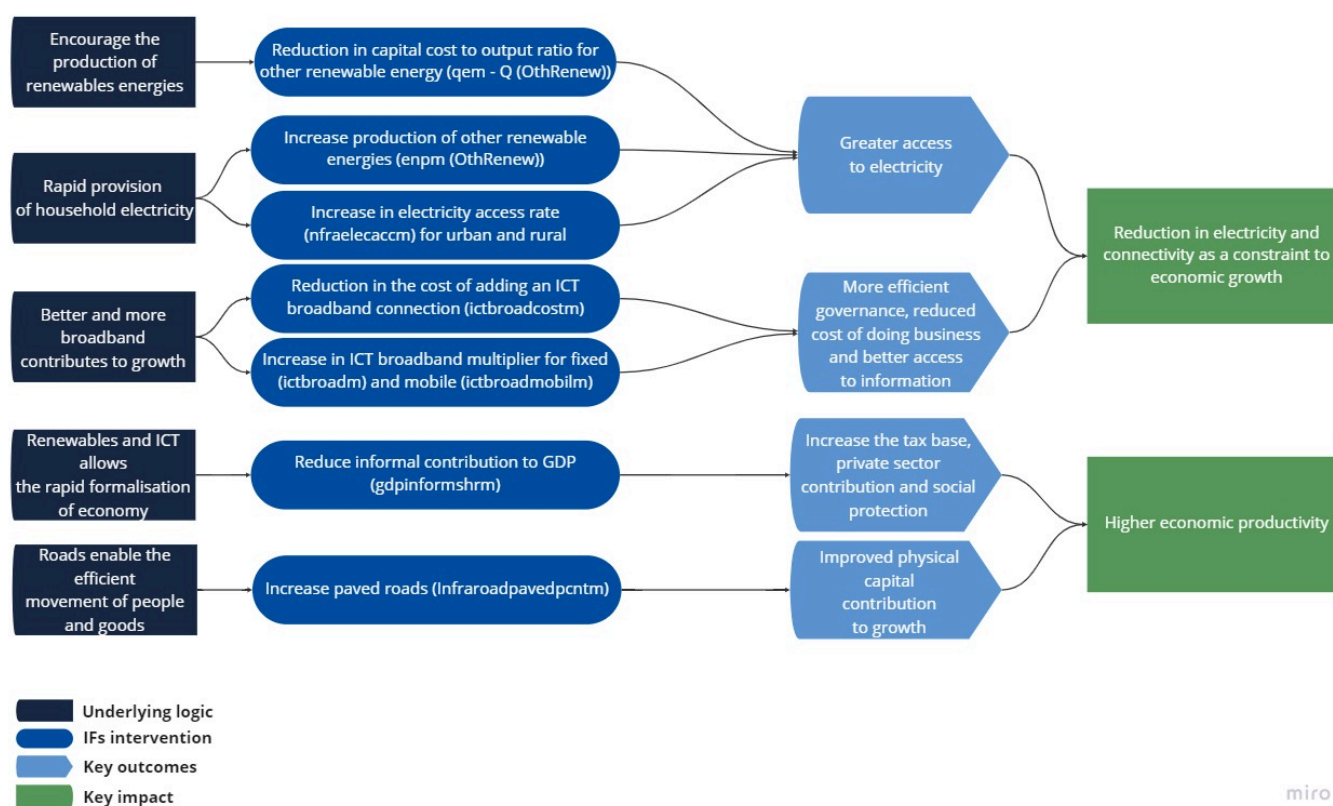 Encourage the
production of
renewables energies
Reduction in capital cost to output ratio for
other renewable energy (qem - Q (OthRenew))
Rapid provision
of household electricity
Increase production of other renewable
energies (enpm (OthRenew))
Increase in electricity access rate
(nfraelecaccm) for urban and rural
Greater access
to electricity
Better and more
broadband
contributes to growth
Reduction in the cost of adding an ICT
broadband connection (ictbroadcostm)
Increase in ICT broadband multiplier for fixed
(ictbroadm) and mobile (ictbroadmobilm)
More efficient
governance, reduced
cost of doing business
and better access
to information
Reduction in electricity and
connectivity as a constraint to
economic growth
Renewables and ICT
allows
the rapid formalisation
of economy
Reduce informal contribution to GDP
(gdpinformshrm)
Increase the tax base,
private sector
contribution and social
protection
Roads enable the
efficient
movement of people
and goods
Increase paved roads (Infraroadpavedpcntm)
Improved physical
capital
contribution
to growth
Higher economic productivity
Underlying logic
IFs intervention
Key outcomes
Key impact
miro